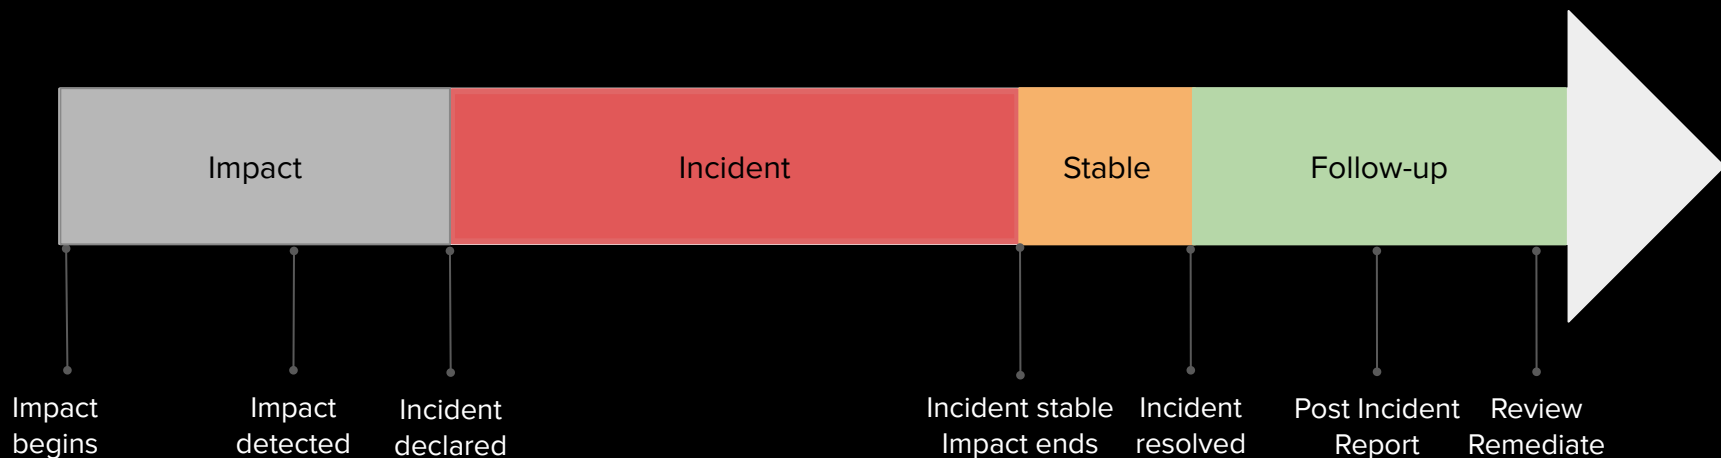 Impact
Incident
Stable
Follow-up
Impact
begins
Impact
detected
Incident
declared
Incident stable
Impact ends
Incident
resolved
Post Incident
Report
Review
Remediate